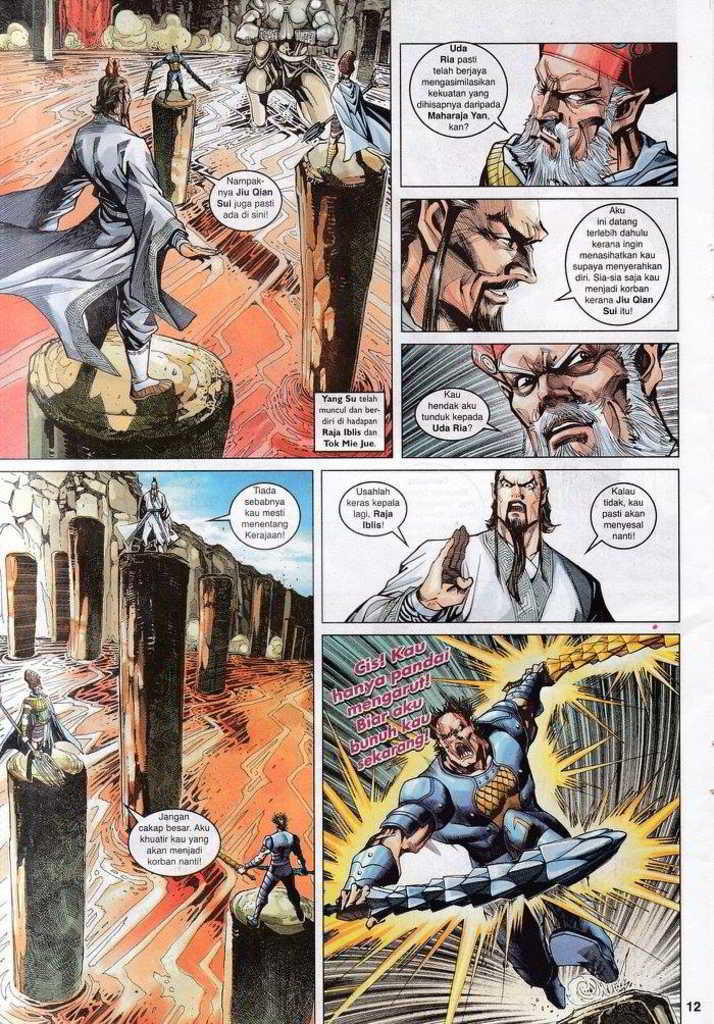 Nampak-
nya Jiu Qian
Sui juga pasti
ada di sini!
Yang Su telah
muncul dan ber-
diri di hadapan
Raja Iblis dan
Tok Mie Jue.
Uda
Ria pasti
telah berjaya
mengasimilasikan
kekuatan yang
dihisapnya daripada
Maharaja Yan,
kan?
Aku
ini datang
terlebih dahulu
kerana ingin
menasihatkan kau
supaya menyerahkan
diri. Sia-sia saja kau
menjadi korban
kerana Jiu Qian
Sui itu!
Kau
hendak aku
tunduk kepada
Uda Ria?
Tiada
sebabnya
kau mesti
menentang
Kerajaan!
Jangan
cakap besar. Aku
khuatir kau yang
akan menjadi
korban nanti!
Usahlah
keras kepala
lagi, Raja
Iblis!
Kalau
tidak, kau
pasti akan
menyesal
nanti!
Cis! Kau
hanya pandai
mengarut!
Biar aku
bunuh kau
sekarang!
12